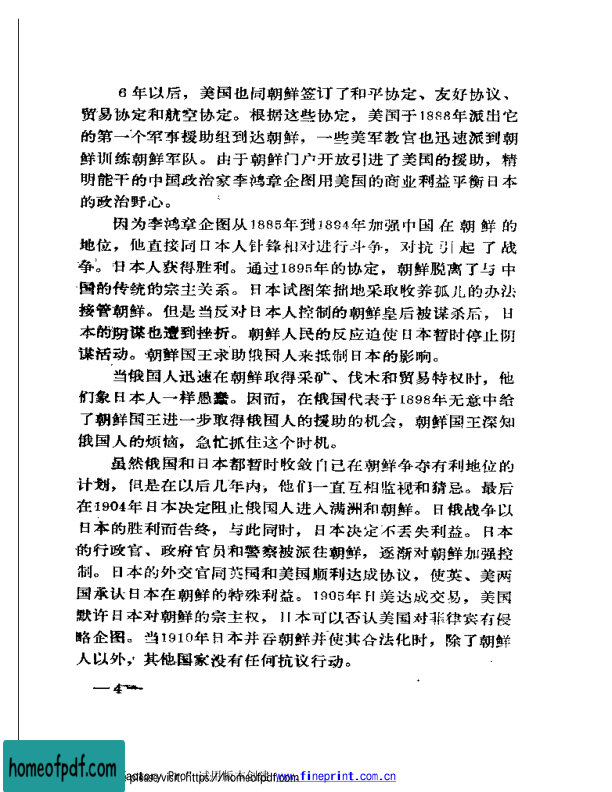 6年以后，美国也同朝鲜签订了和平协定、友好协议、
贸易协定和航空协定。根据这些协定，美国于1888年派出它
的第一个军事援助组到达朝鲜，一些美军教官也迅速派到朝
鲜训练朝鲜军队。由于朝鲜门户开放引进了美国的援助，精
明能干的中国政治家李鸿章企图用美国的商业利益平衡日本
的政治野心。
因为李鸿章企图从1885年到1894年加强中国在朝鲜的
地位，他直接同日本人针锋相对进行斗争，对抗引起了战
争。日本人获得胜利。通过1895年的协定，朝鲜脱离了与中
国的传统的宗主关系。日本试图笨拙地采取收养孤儿的办法
接管朝鲜。但是当反对日本人控制的朝鲜皇后被谋杀后，日
本的阴谋也遭到挫折。朝鲜人民的反应迫使日本暂时停止阴
谋活动。朝鲜国王求助俄国人来抵制日本的影响。
当俄国人迅速在朝鲜取得采矿、伐木和贸易特权时，他
们象日本人一样愚蠢。因而，在俄国代表于1898年无意中给
了朝鲜国王进一步取得俄国人的援助的机会，朝鲜国王深知
俄国人的烦恼，急忙抓住这个时机。
虽然俄国和日本都暂时收敛自己在朝鲜争夺有利地位的
计划，但是在以后几年内，他们一直互相监视和猜忌。最后
在1904年日本决定阻止俄国人进入满洲和朝鲜。日俄战争以
日本的胜利而告终，与此同时，日本决定不丢失利益。日本
的行政官、政府官员和警察被派往朝鲜，逐渐对朝鲜加强控
制。日本的外交官同英国和美国顺利达成协议，使英、美两
国承认日本在朝鲜的特殊利益。1905年日美达成交易，美国
默许日本对朝鲜的宗主权，日本可以否认美国对菲律宾有侵
略企图。当1910年日本并吞朝鲜并使其合法化时，除了朝鲜
人以外，其他国家没有任何抗议行动。
—4—
homeofpdf.com
please visit: https://homeofpdf.com
www.fineprint.com.cn